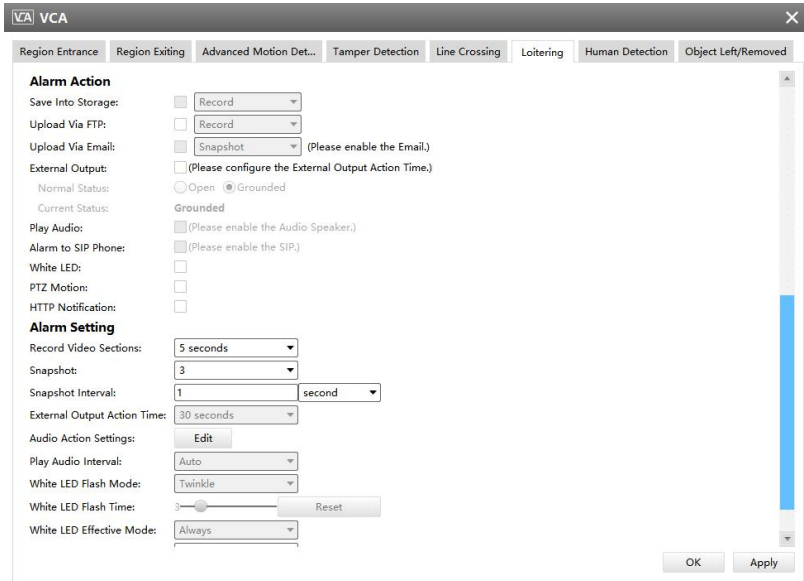 VCA VCA
Region Entrance Region Exiting Advanced Motion Det... Tamper Detection Line Crossing Loitering Human Detection Object Left/Removed
Alarm Action
Save Into Storage: Record
Upload Via FTP: Record
Upload Via Email: Snapshot (Please enable the Email.)
External Output: (Please configure the External Output Action Time.)
Normal Status: Open Grounded
Current Status: Grounded
Play Audio: (Please enable the Audio Speaker.)
Alarm to SIP Phone: (Please enable the SIP.)
White LED:
PTZ Motion:
HTTP Notification:
Alarm Setting
Record Video Sections: 5 seconds
Snapshot: 3
Snapshot Interval: 1 second
External Output Action Time: 30 seconds
Audio Action Settings: Edit
Play Audio Interval: Auto
White LED Flash Mode: Twinkle
White LED Flash Time: 3 Reset
White LED Effective Mode: Always
OK Apply